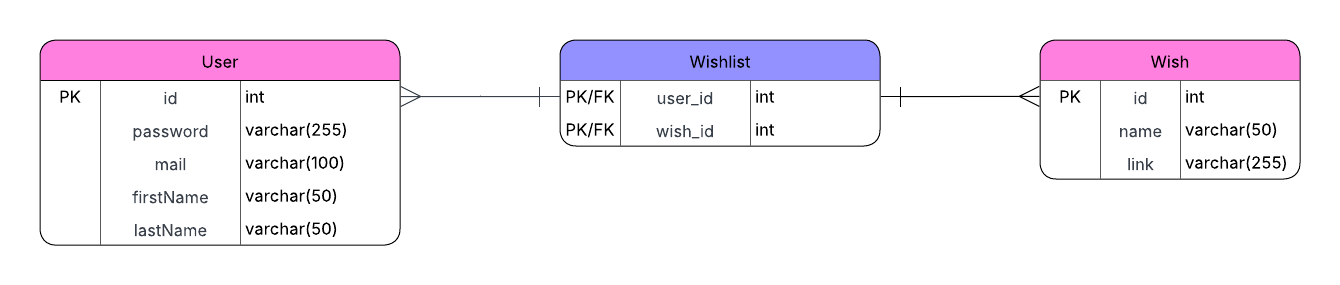 User
PK id int
password varchar(255)
mail varchar(100)
firstName varchar(50)
lastName varchar(50)
Wishlist
PK/FK user_id int
PK/FK wish_id int
Wish
PK id int
name varchar(50)
link varchar(255)